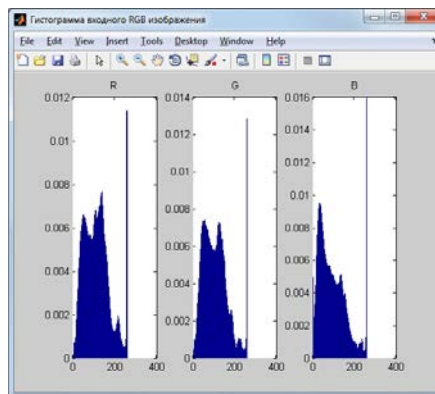 Гистограмма входного RGB изображения
File Edit View Insert Tools Desktop Window Help
R G B
0.012 0.014 0.016
0.01 0.012 0.014
0.008 0.01 0.012
0.006 0.008 0.01
0.004 0.006 0.008
0.002 0.004 0.006
0 0.002 0.004
0 0.002
0
0 200 400 0 200 400 0 200 400